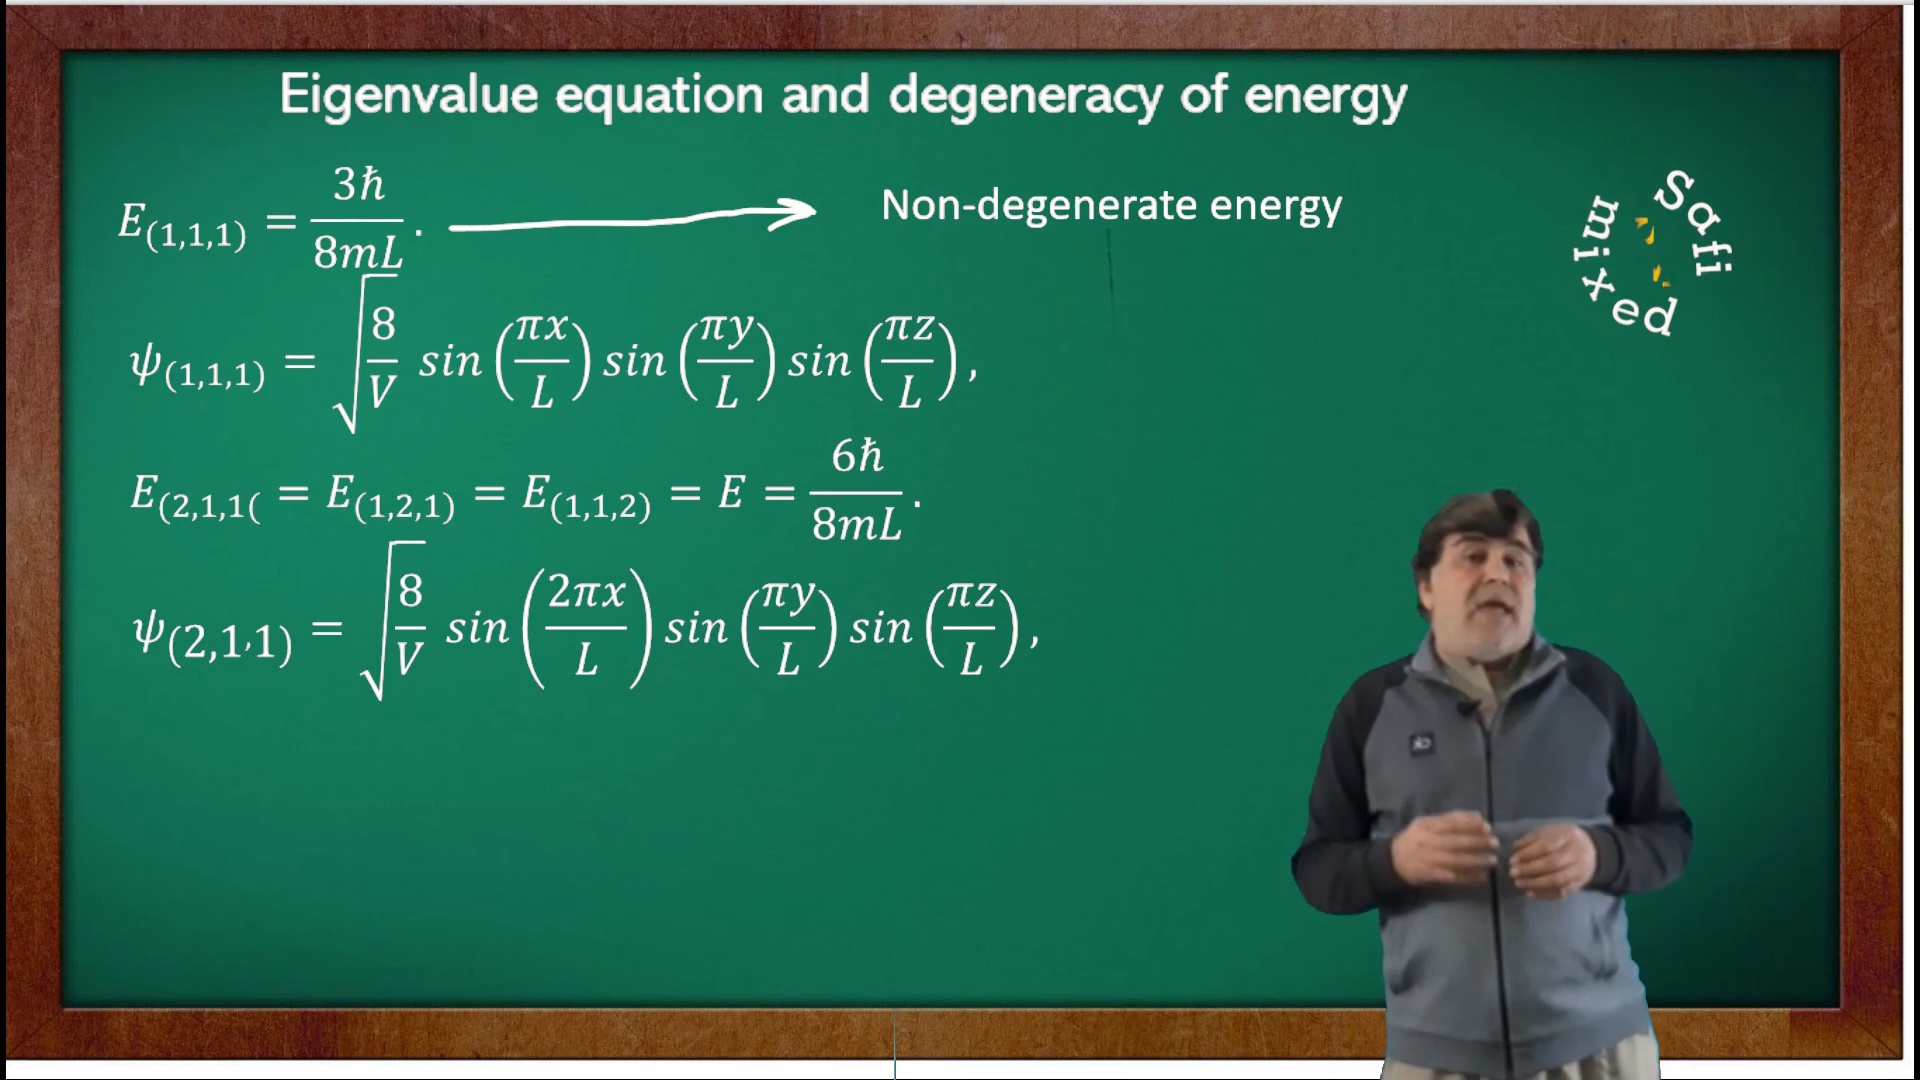 Eigenvalue equation and degeneracy of energy
E₍₁,₁,₁₎ = 3ħ/8mL . Non-degenerate energy
ψ₍₁,₁,₁₎ = √(8/V) sin(πx/L) sin(πy/L) sin(πz/L),
E₍₂,₁,₁₍ = E₍₁,₂,₁₎ = E₍₁,₁,₂₎ = E = 6ħ/8mL .
ψ₍₂,₁,₁₎ = √(8/V) sin(2πx/L) sin(πy/L) sin(πz/L),
Safi
mixed